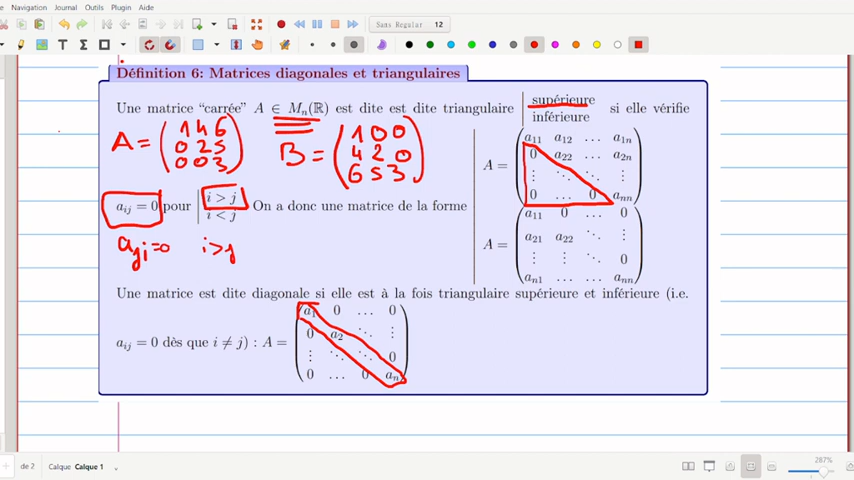 Navigation Journal Outils Plugin Aide
Sans Regular 12
Définition 6: Matrices diagonales et triangulaires
Une matrice “carrée” A ∈ Mn(ℝ) est dite est dite triangulaire | supérieure / inférieure si elle vérifie
A = (1 4 6
0 2 5
0 0 3)
B = (1 0 0
4 2 0
6 5 3)
aij = 0 pour | i > j / i < j On a donc une matrice de la forme
A = (a11 a12 … a1n
0 a22 … a2n
⋮ ⋱ ⋱ ⋮
0 … 0 ann)
A = (a11 0 … 0
a21 a22 ⋱ ⋮
⋮ ⋮ ⋱ 0
an1 … … ann)
aji=0 i>j
Une matrice est dite diagonale si elle est à la fois triangulaire supérieure et inférieure (i.e.
aij = 0 dès que i ≠ j) : A = (a1 0 … 0
0 a2 ⋱ ⋮
⋮ ⋱ ⋱ 0
0 … 0 an)
de 2 Calque Calque 1
287%